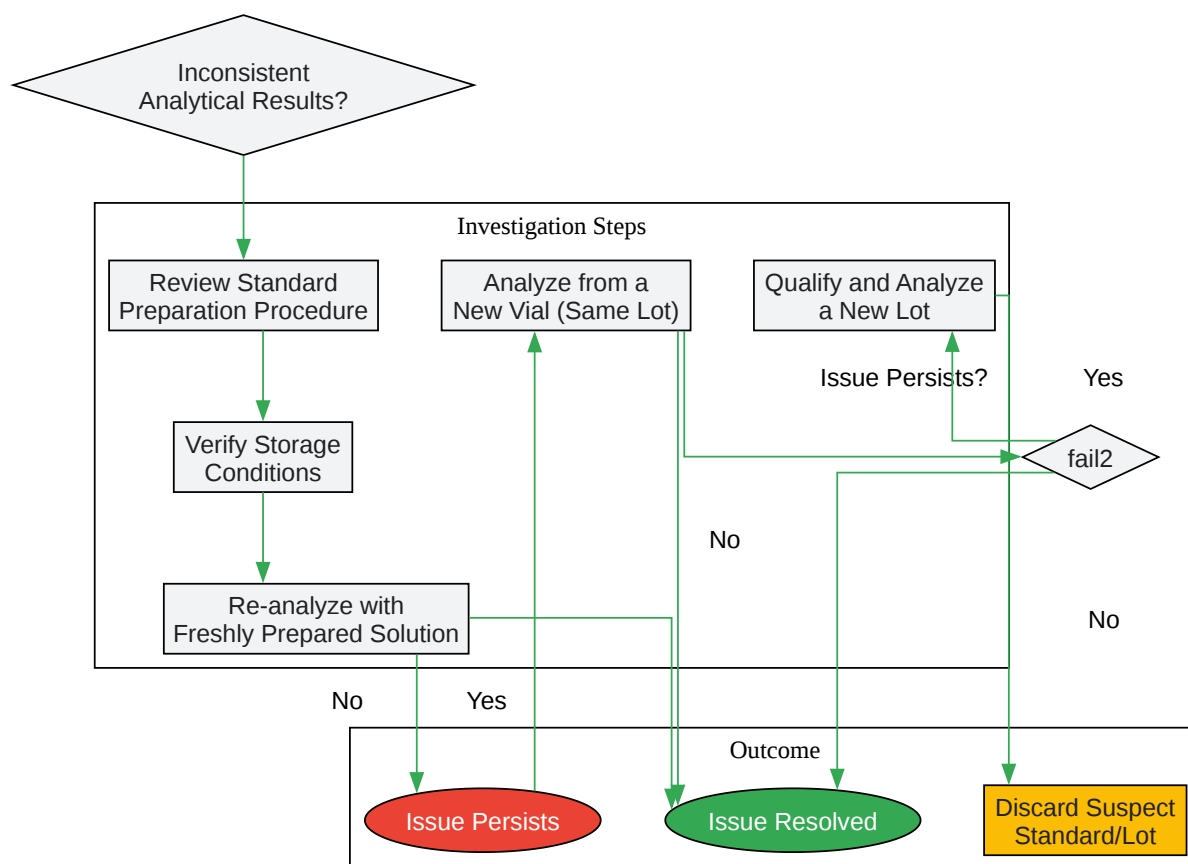 Inconsistent
Analytical Results?
Investigation Steps
Review Standard
Preparation Procedure
Analyze from a
New Vial (Same Lot)
Qualify and Analyze
a New Lot
Issue Persists?
Yes
Verify Storage
Conditions
fail2
No
Re-analyze with
Freshly Prepared Solution
No
No
Yes
Outcome
Issue Persists
Issue Resolved
Discard Suspect
Standard/Lot